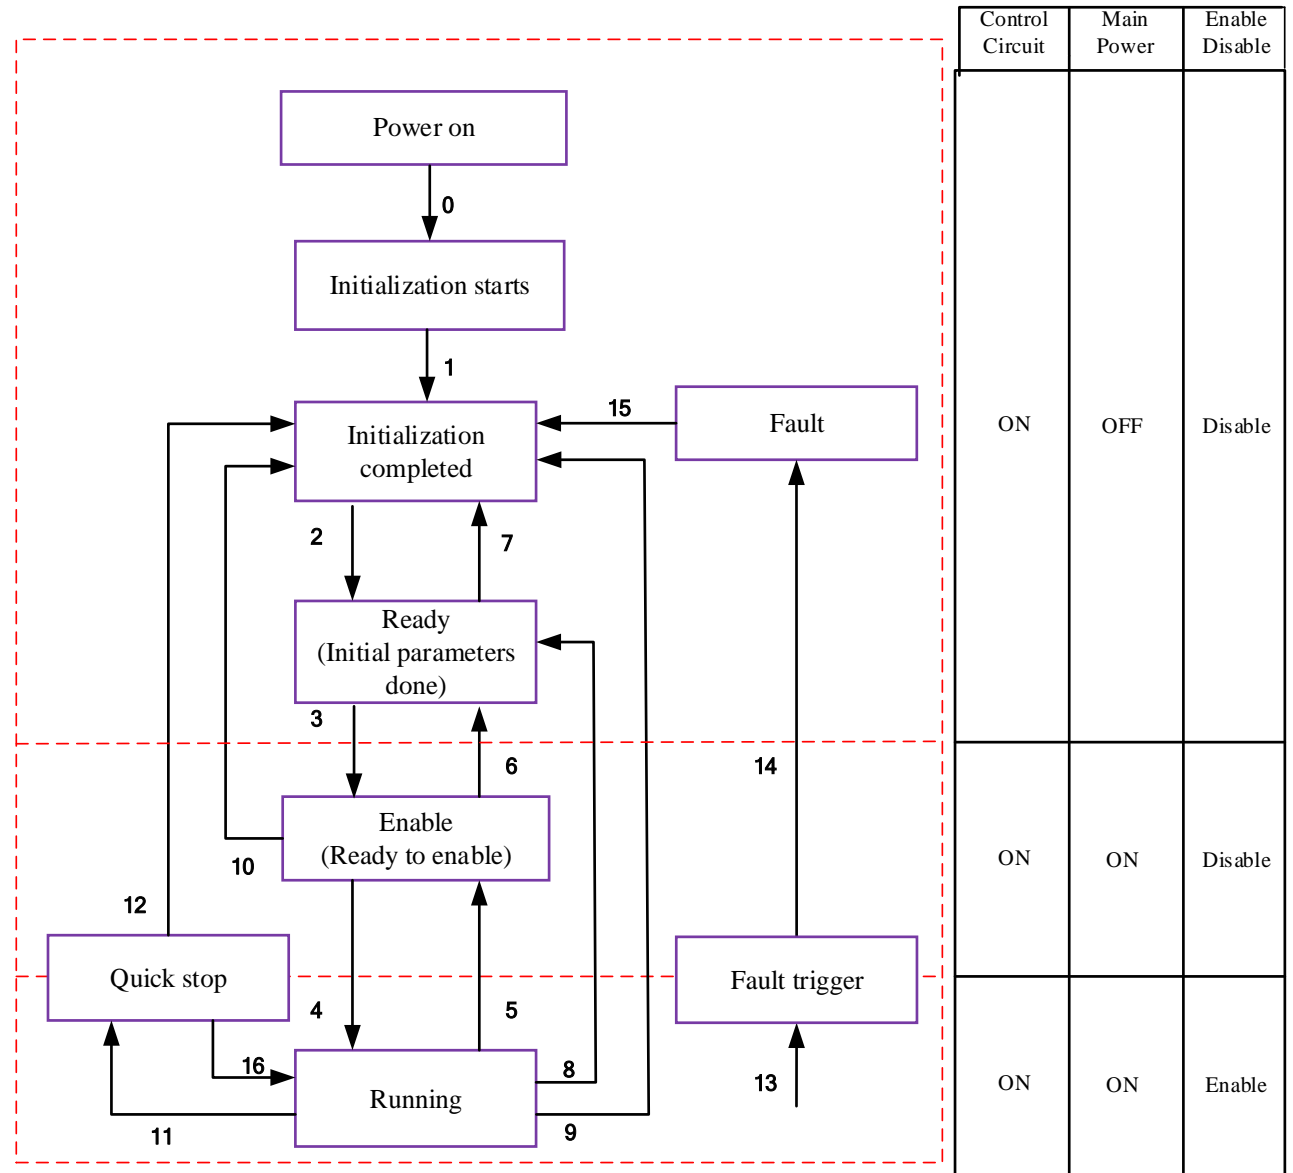 Control
Circuit
Main
Power
Enable
Disable
Power on
0
Initialization starts
1
15
Fault
Initialization
completed
ON
OFF
Disable
2
7
Ready
(Initial parameters
done)
3
6
14
Enable
(Ready to enable)
10
ON
ON
Disable
12
Quick stop
Fault trigger
4
5
16
8
13
Running
ON
ON
Enable
11
9